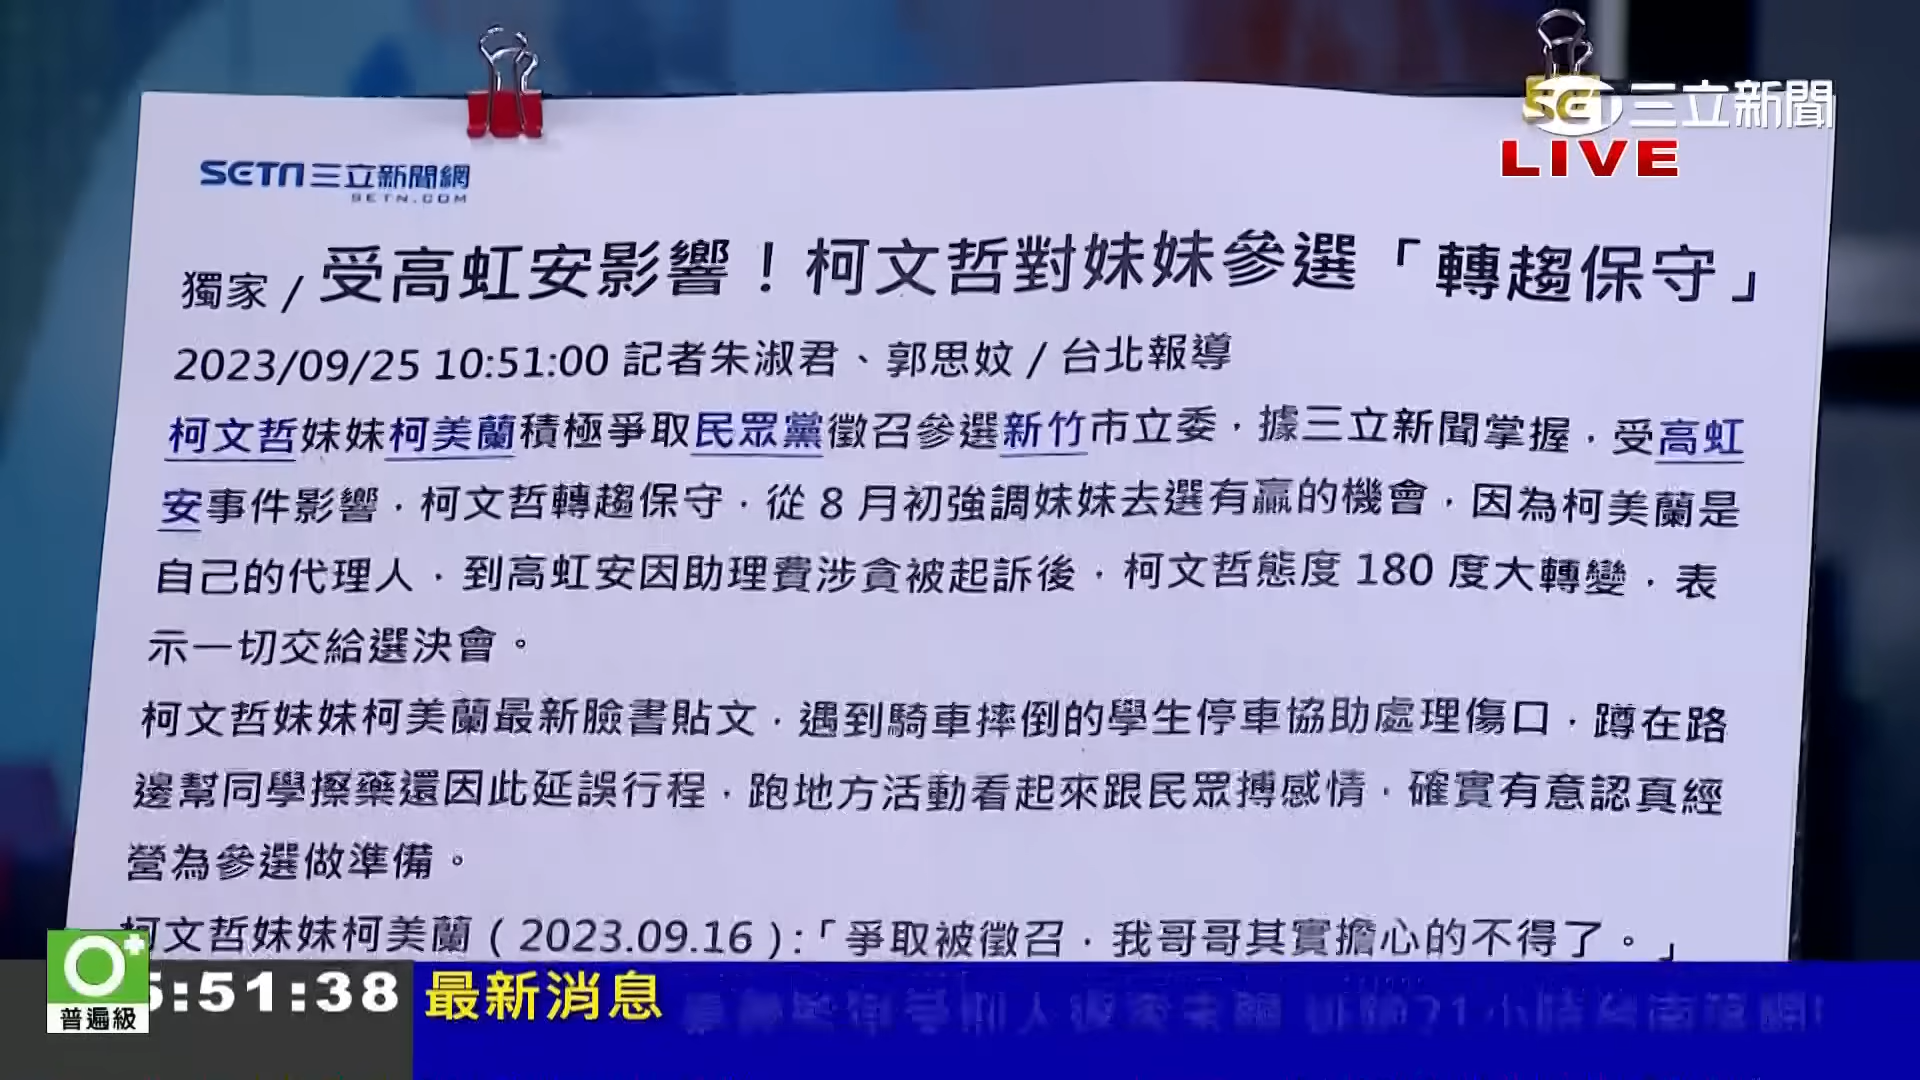 三立新聞
LIVE
SETN三立新聞網
SETN.COM
獨家 / 受高虹安影響！柯文哲對妹妹參選「轉趨保守」
2023/09/25 10:51:00 記者朱淑君、郭思妏 / 台北報導
柯文哲妹妹柯美蘭積極爭取民眾黨徵召參選新竹市立委，據三立新聞掌握，受高虹
安事件影響，柯文哲轉趨保守，從 8 月初強調妹妹去選有贏的機會，因為柯美蘭是
自己的代理人，到高虹安因助理費涉貪被起訴後，柯文哲態度 180 度大轉變，表
示一切交給選決會。
柯文哲妹妹柯美蘭最新臉書貼文，遇到騎車摔倒的學生停車協助處理傷口，蹲在路
邊幫同學擦藥還因此延誤行程，跑地方活動看起來跟民眾搏感情，確實有意認真經
營為參選做準備。
柯文哲妹妹柯美蘭 ( 2023.09.16 ):「爭取被徵召，我哥哥其實擔心的不得了。」
普遍級
5:51:38
最新消息